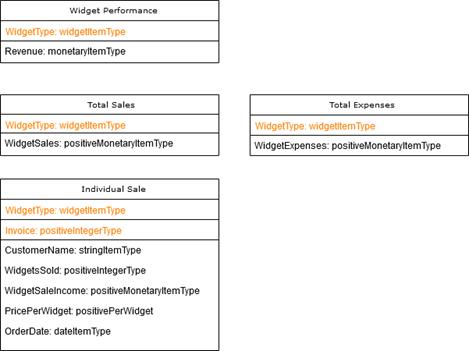 Widget Performance
WidgetType: widgetItemType
Revenue: monetaryItemType
Total Sales
WidgetType: widgetItemType
WidgetSales: positiveMonetaryItemType
Total Expenses
WidgetType: widgetItemType
WidgetExpenses: positiveMonetaryItemType
Individual Sale
WidgetType: widgetItemType
Invoice: positiveIntegerType
CustomerName: stringItemType
WidgetsSold: positiveIntegerType
WidgetSaleIncome: positiveMonetaryItemType
PricePerWidget: positivePerWidget
OrderDate: dateItemType